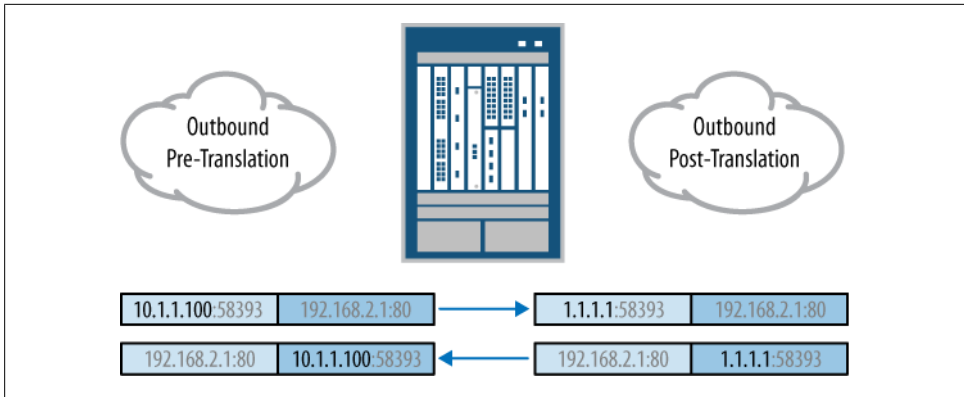 Outbound
Pre-Translation
Outbound
Post-Translation
10.1.1.100:58393 192.168.2.1:80 1.1.1.1:58393 192.168.2.1:80
192.168.2.1:80 10.1.1.100:58393 192.168.2.1:80 1.1.1.1:58393